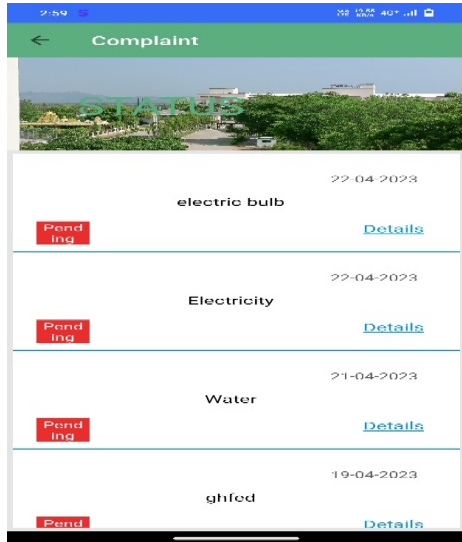 2:59
4G+
← Complaint
STATUS
22-04-2023
electric bulb
Pend
ing
Details
22-04-2023
Electricity
Pend
ing
Details
21-04-2023
Water
Pend
ing
Details
19-04-2023
ghfed
Pend
Details